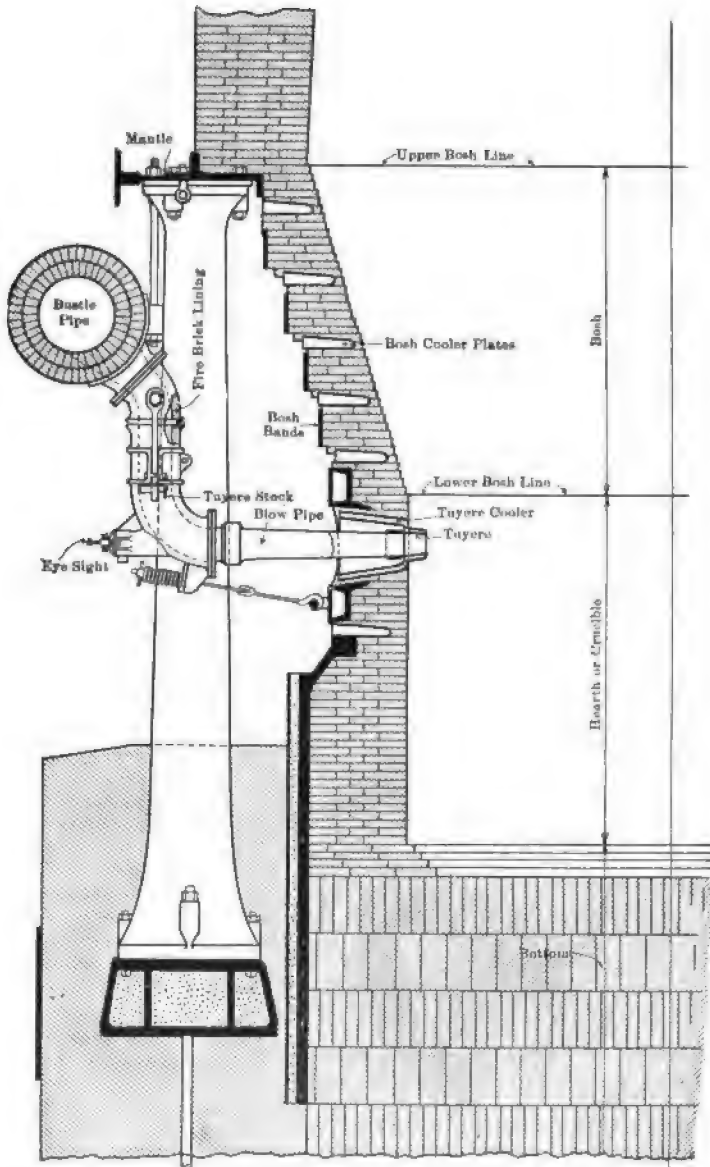 Mantle
Upper Bosh Line
Bustle
Pipe
Fire Brick Lining
Bosh
Bosh Cooler Plates
Bosh
Bands
Lower Bosh Line
Tuyere Stock
Blow Pipe
Tuyere Cooler
Tuyere
Eye Sight
Hearth or Crucible
Bottom